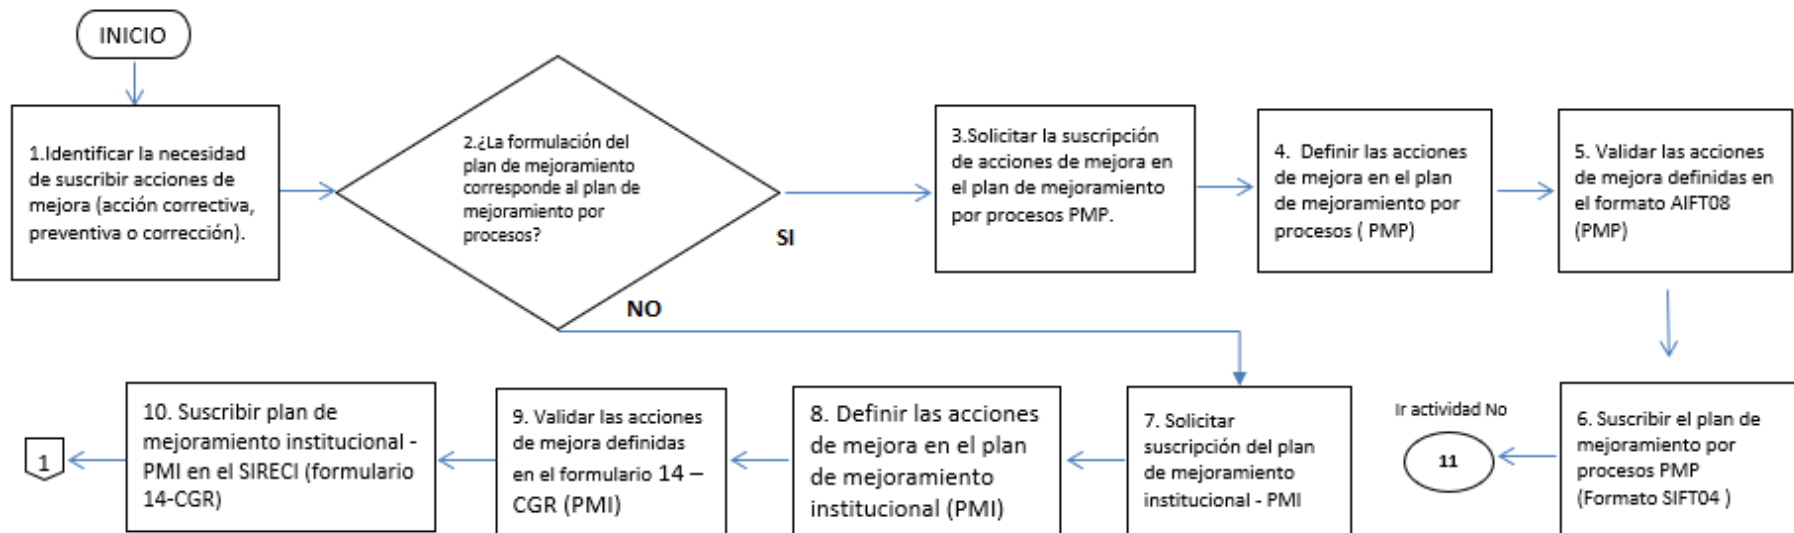 INICIO
1.Identificar la necesidad
de suscribir acciones de
mejora (acción correctiva,
preventiva o corrección).
2.¿La formulación del
plan de mejoramiento
corresponde al plan de
mejoramiento por
procesos?
SI
NO
3.Solicitar la suscripción
de acciones de mejora en
el plan de mejoramiento
por procesos PMP.
4. Definir las acciones
de mejora en el plan
de mejoramiento por
procesos ( PMP)
5. Validar las acciones
de mejora definidas en
el formato AIFT08
(PMP)
6. Suscribir el plan de
mejoramiento por
procesos PMP
(Formato SIFT04 )
Ir actividad No
11
7. Solicitar
suscripción del plan
de mejoramiento
institucional - PMI
8. Definir las acciones
de mejora en el plan
de mejoramiento
institucional (PMI)
9. Validar las acciones
de mejora definidas
en el formulario 14 –
CGR (PMI)
10. Suscribir plan de
mejoramiento institucional -
PMI en el SIRECI (formulario
14-CGR)
1